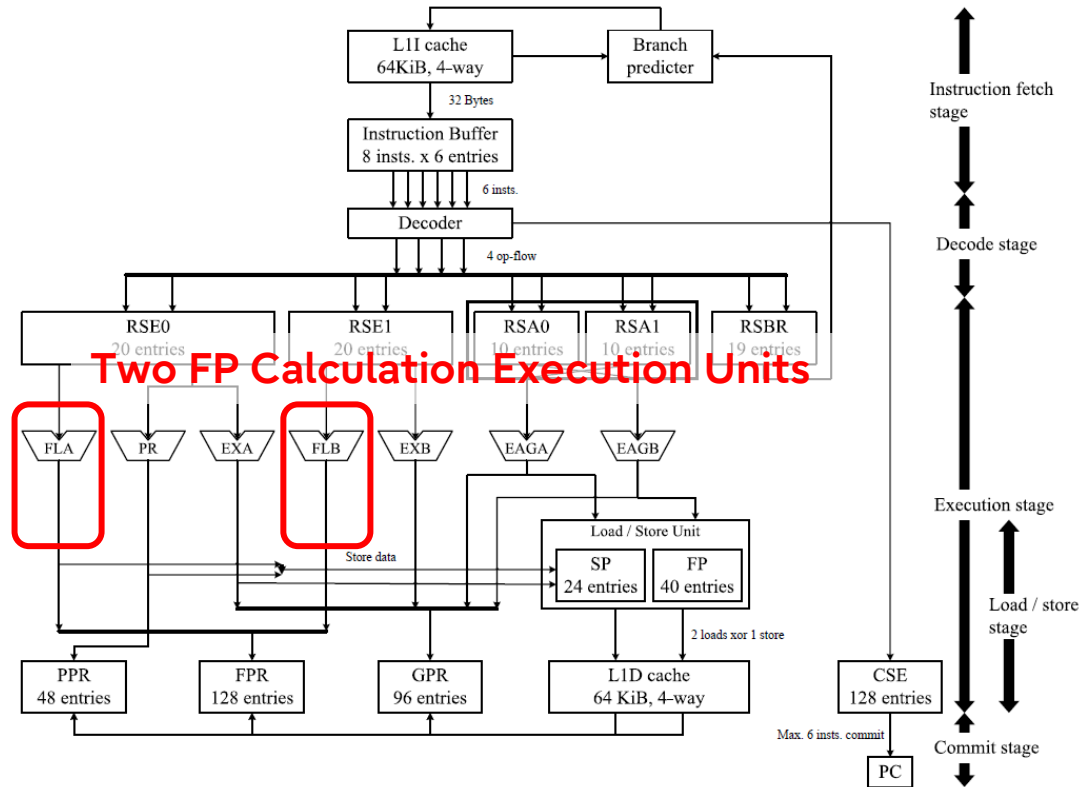 L1I cache
64KiB, 4-way
Branch
predicter
Instruction fetch
stage
32 Bytes
Instruction Buffer
8 insts. x 6 entries
6 insts.
Decoder
Decode stage
4 op-flow
RSE0
20 entries
RSE1
20 entries
RSA0
10 entries
RSA1
10 entries
RSBR
19 entries
Two FP Calculation Execution Units
FLA
PR
EXA
FLB
EXB
EAGA
EAGB
Execution stage
Load / Store Unit
Store data
SP
24 entries
FP
40 entries
Load / store
stage
2 loads xor 1 store
PPR
48 entries
FPR
128 entries
GPR
96 entries
L1D cache
64 KiB, 4-way
CSE
128 entries
Max. 6 insts. commit
Commit stage
PC